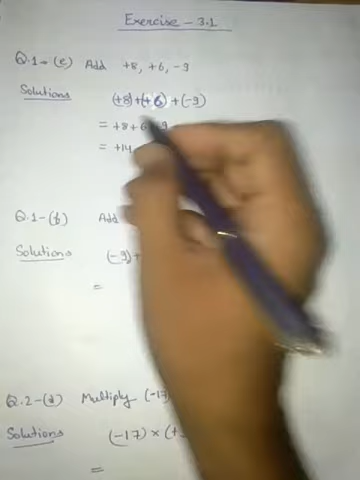 Exercise - 3.1
Q.1 → (e) Add +8, +6, -9
Solutions (+8)+(+6)+(-9)
= +8+6-9
= +14
Q.1-(f) Add
Solutions (-9)+
=
Q.2-(d) Multiply (-17)
Solutions (-17) × (+
=